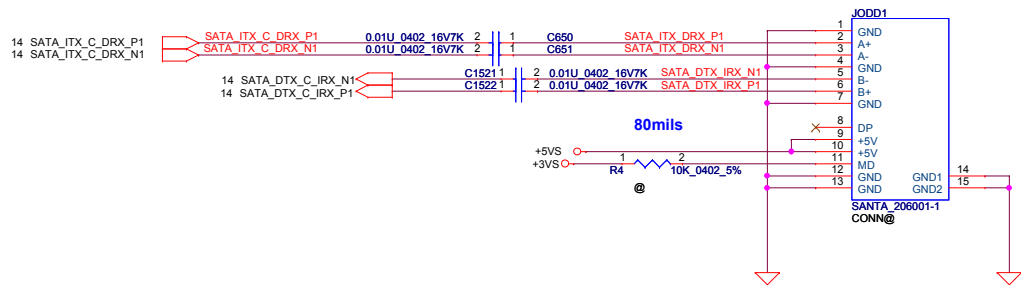 JODD1
14 SATA_ITX_C_DRX_P1 SATA_ITX_C_DRX_P1 0.01U_0402_16V7K 2 1 C650 SATA_ITX_DRX_P1
14 SATA_ITX_C_DRX_N1 SATA_ITX_C_DRX_N1 0.01U_0402_16V7K 2 1 C651 SATA_ITX_DRX_N1
14 SATA_DTX_C_IRX_N1 C1521 1 2 0.01U_0402_16V7K SATA_DTX_IRX_N1
14 SATA_DTX_C_IRX_P1 C1522 1 2 0.01U_0402_16V7K SATA_DTX_IRX_P1
1 GND
2 A+
3 A-
4 GND
5 B-
6 B+
7 GND
80mils
8 DP
9 +5V
+5VS 10 +5V
+3VS 1 2 11 MD
R4 10K_0402_5%
@
12 GND GND1 14
13 GND GND2 15
SANTA_206001-1
CONN@